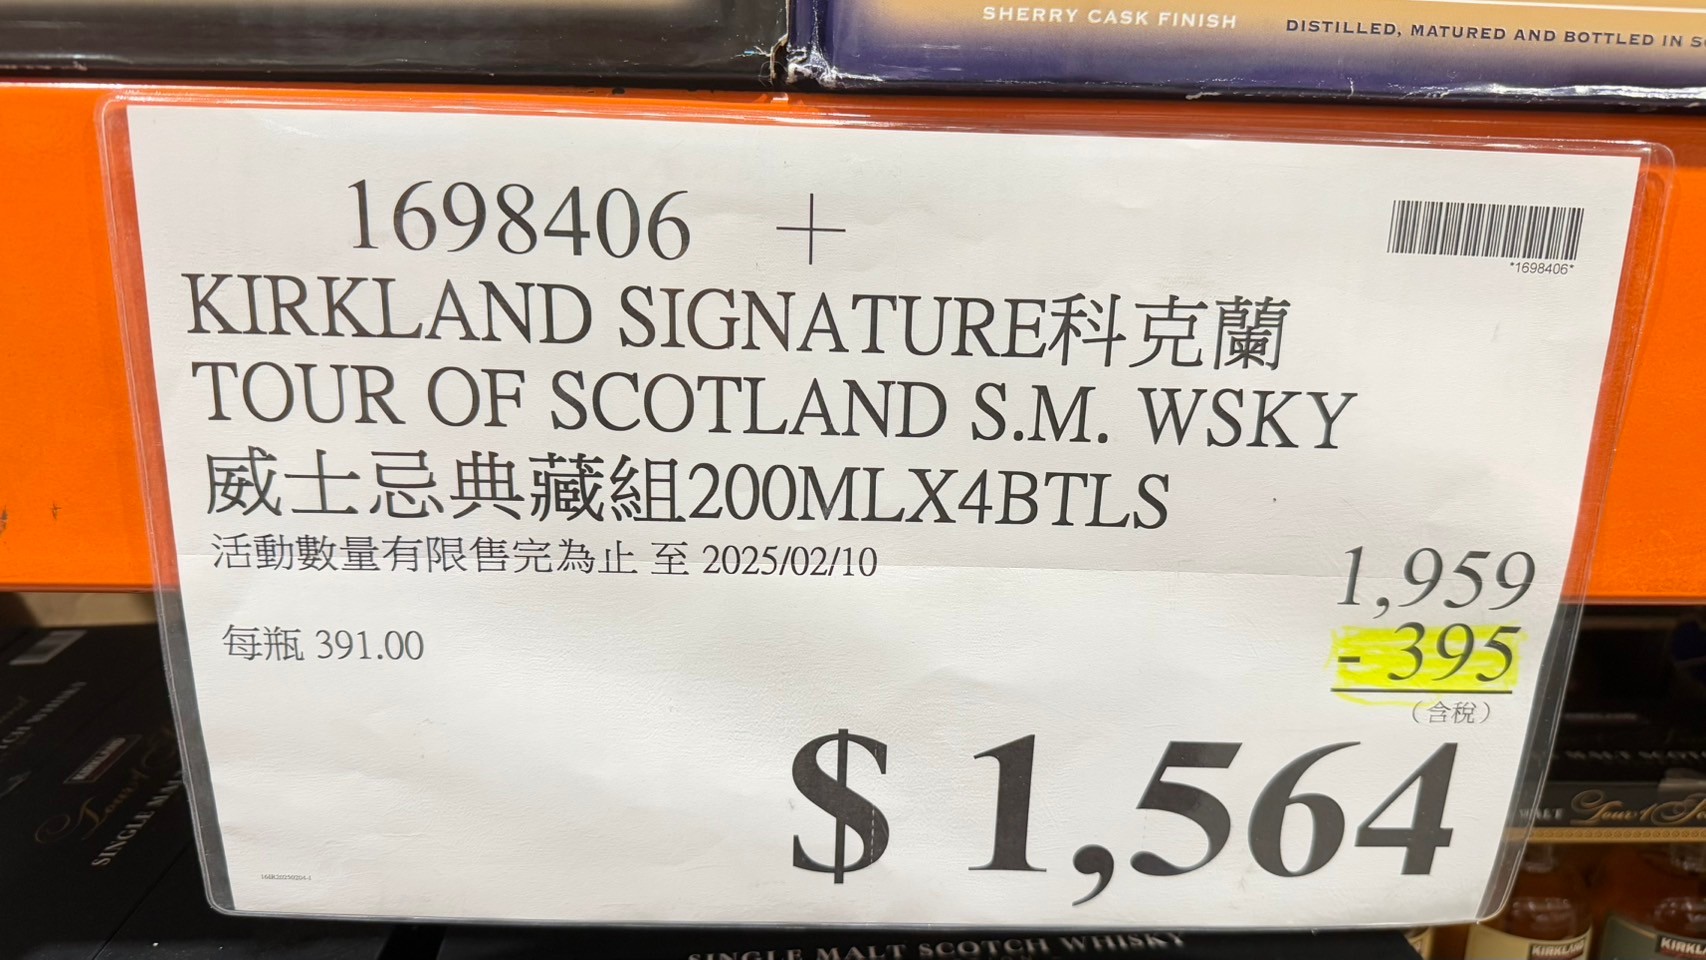 SHERRY CASK FINISH
DISTILLED, MATURED AND BOTTLED IN
1698406 +
*1698406*
KIRKLAND SIGNATURE科克蘭
TOUR OF SCOTLAND S.M. WSKY
威士忌典藏組200MLX4BTLS
活動數量有限售完為止 至 2025/02/10
每瓶 391.00
1,959
- 395
(含稅)
$ 1,564
KIRKLAND
SINGLE MALT SCOTCH WHISKY
KIRKLAND